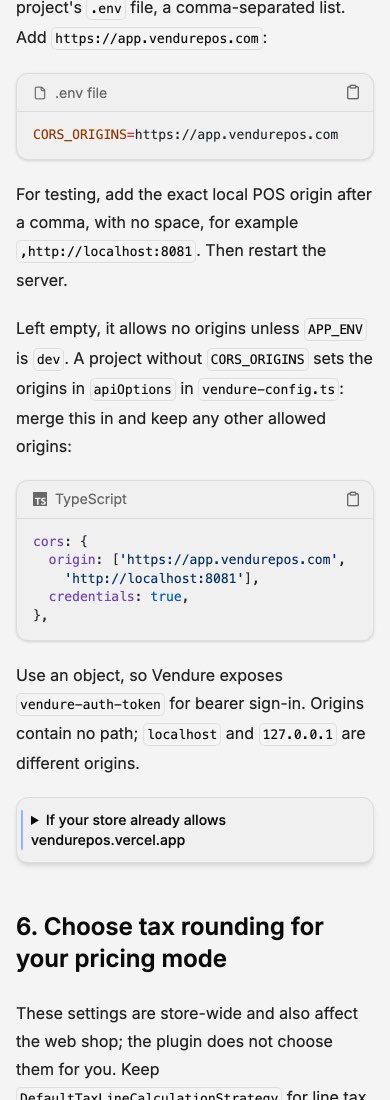 project's .env file, a comma-separated list.
Add https://app.vendurepos.com:
.env file
CORS_ORIGINS=https://app.vendurepos.com
For testing, add the exact local POS origin after
a comma, with no space, for example
,http://localhost:8081. Then restart the
server.
Left empty, it allows no origins unless APP_ENV
is dev. A project without CORS_ORIGINS sets the
origins in apiOptions in vendure-config.ts:
merge this in and keep any other allowed
origins:
TS TypeScript
cors: {
  origin: ['https://app.vendurepos.com',
    'http://localhost:8081'],
  credentials: true,
},
Use an object, so Vendure exposes
vendure-auth-token for bearer sign-in. Origins
contain no path; localhost and 127.0.0.1 are
different origins.
▶ If your store already allows
vendurepos.vercel.app
6. Choose tax rounding for
your pricing mode
These settings are store-wide and also affect
the web shop; the plugin does not choose
them for you. Keep
DefaultTaxLineCalculationStrategy for line tax